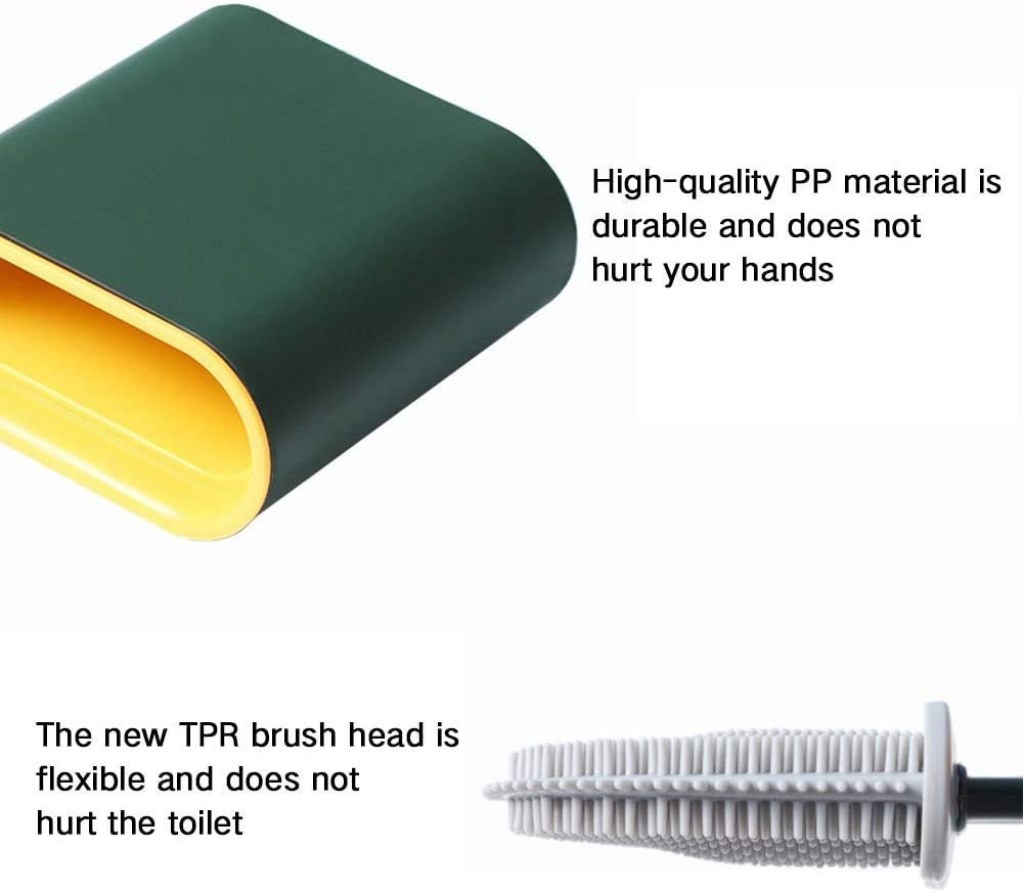 High-quality PP material is
durable and does not
hurt your hands
The new TPR brush head is
flexible and does not
hurt the toilet